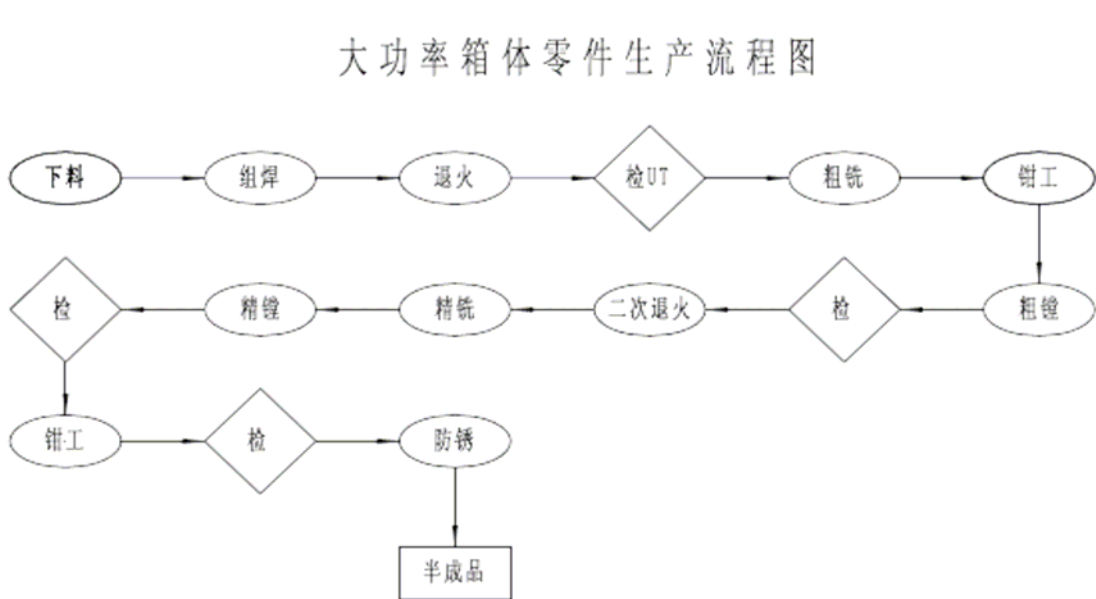 大功率箱体零件生产流程图
下料
组焊
退火
检UT
粗铣
钳工
粗镗
检
二次退火
精铣
精镗
检
钳工
检
防锈
半成品